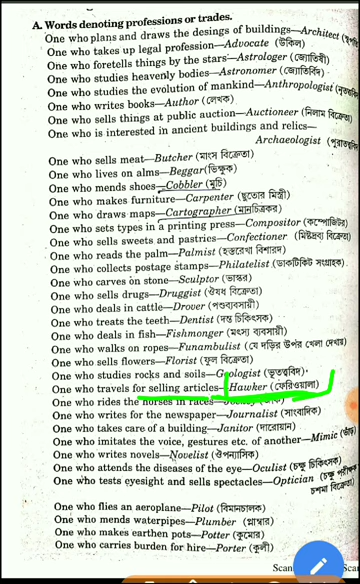 A. Words denoting professions or trades.
One who plans and draws the desings of buildings—Architect
One who takes up legal profession—Advocate (উকিল)
One who foretells things by the stars—Astrologer (জ্যোতিষী)
One who studies heavenly bodies—Astronomer (জ্যোতির্বিদ)
One who studies the evolution of mankind—Anthropologist
One who writes books—Author (লেখক)
One who sells things at public auction—Auctioneer (নিলাম বিক্রেতা)
One who is interested in ancient buildings and relics—
Archaeologist
One who sells meat—Butcher (মাংস বিক্রেতা)
One who lives on alms—Beggar(ভিক্ষুক)
One who mends shoes—Cobbler (মুচি)
One who makes furniture—Carpenter (ছুতোর মিস্ত্রী)
One who draws maps—Cartographer (মানচিত্রকর)
One who sets types in a printing press—Compositor (কম্পোজিটর)
One who sells sweets and pastries—Confectioner (মিষ্টদ্রব্য বিক্রেতা)
One who reads the palm—Palmist (হস্তরেখা বিশারদ)
One who collects postage stamps—Philatelist (ডাকটিকিট সংগ্রাহক)
One who carves on stone—Sculptor (ভাস্কর)
One who sells drugs—Druggist (ঔষধ বিক্রেতা)
One who deals in cattle—Drover (পশুব্যবসায়ী)
One who treats the teeth—Dentist (দন্ত চিকিৎসক)
One who deals in fish—Fishmonger (মৎস্য ব্যবসায়ী)
One who walks on ropes—Funambulist (যে দড়ির উপর খেলা দেখায়)
One who sells flowers—Florist (ফুল বিক্রেতা)
One who studies rocks and soils—Geologist (ভূতত্ত্ববিদ)
One who travels for selling articles—Hawker (ফেরিওয়ালা)
One who rides the horses in races—
One who writes for the newspaper—Journalist (সাংবাদিক)
One who takes care of a building—Janitor (দারোয়ান)
One who imitates the voice, gestures etc. of another—Mimic (ভাঁড়)
One who writes novels—Novelist (ঔপন্যাসিক)
One who attends the diseases of the eye—Oculist (চক্ষু চিকিৎসক)
One who tests eyesight and sells spectacles—Optician (চক্ষু পরীক্ষক
চশমা বিক্রেতা)
One who flies an aeroplane—Pilot (বিমানচালক)
One who mends waterpipes—Plumber (প্লাম্বার)
One who makes earthen pots—Potter (কুমোর)
One who carries burden for hire—Porter (কুলী)
Scan